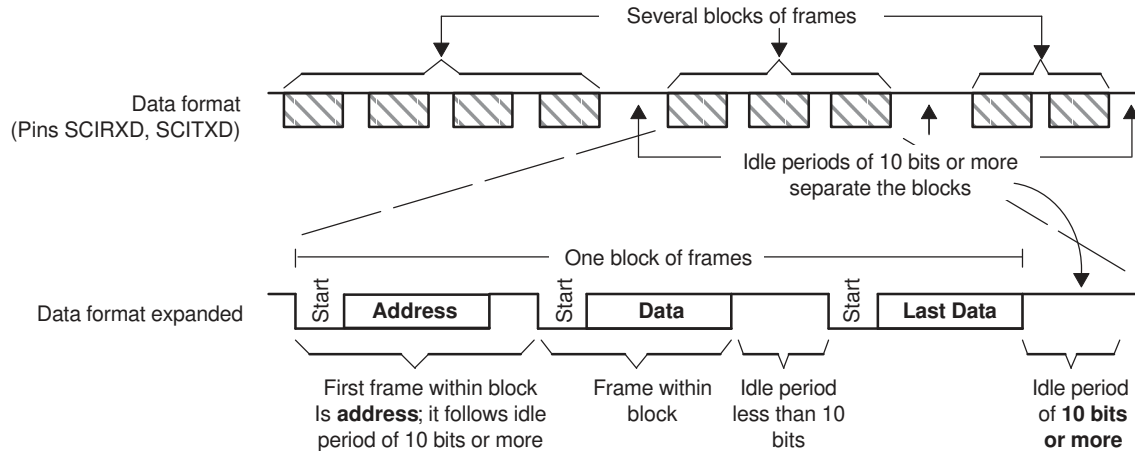 Several blocks of frames
Data format
(Pins SCIRXD, SCITXD)
Idle periods of 10 bits or more
separate the blocks
One block of frames
Data format expanded
Start
Address
Start
Data
Start
Last Data
First frame within block
Is address; it follows idle
period of 10 bits or more
Frame within
block
Idle period
less than 10
bits
Idle period
of 10 bits
or more